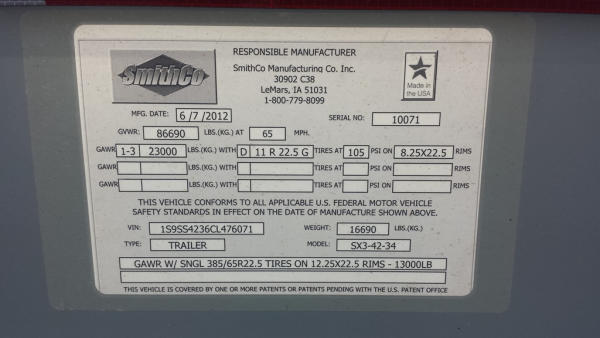 SmithCo
RESPONSIBLE MANUFACTURER
SmithCo Manufacturing Co. Inc.
30902 C38
LeMars, IA 51031
1-800-779-8099
Made in
the USA
MFG. DATE: 6 /7 /2012 SERIAL NO: 10071
GVWR: 86690 LBS.(KG.) AT 65 MPH.
GAWR 1-3 23000 LBS.(KG.) WITH D 11 R 22.5 G TIRES AT 105 PSI ON 8.25X22.5 RIMS
GAWR LBS.(KG.) WITH TIRES AT PSI ON RIMS
GAWR LBS.(KG.) WITH TIRES AT PSI ON RIMS
THIS VEHICLE CONFORMS TO ALL APPLICABLE U.S. FEDERAL MOTOR VEHICLE
SAFETY STANDARDS IN EFFECT ON THE DATE OF MANUFACTURE SHOWN ABOVE.
VIN: 1S9SS4236CL476071 WEIGHT: 16690 LBS.(KG.)
TYPE: TRAILER MODEL: SX3-42-34
GAWR W/ SNGL 385/65R22.5 TIRES ON 12.25X22.5 RIMS - 13000LB
THIS VEHICLE IS COVERED BY ONE OR MORE PATENTS OR PATENTS PENDING WITH THE U.S. PATENT OFFICE